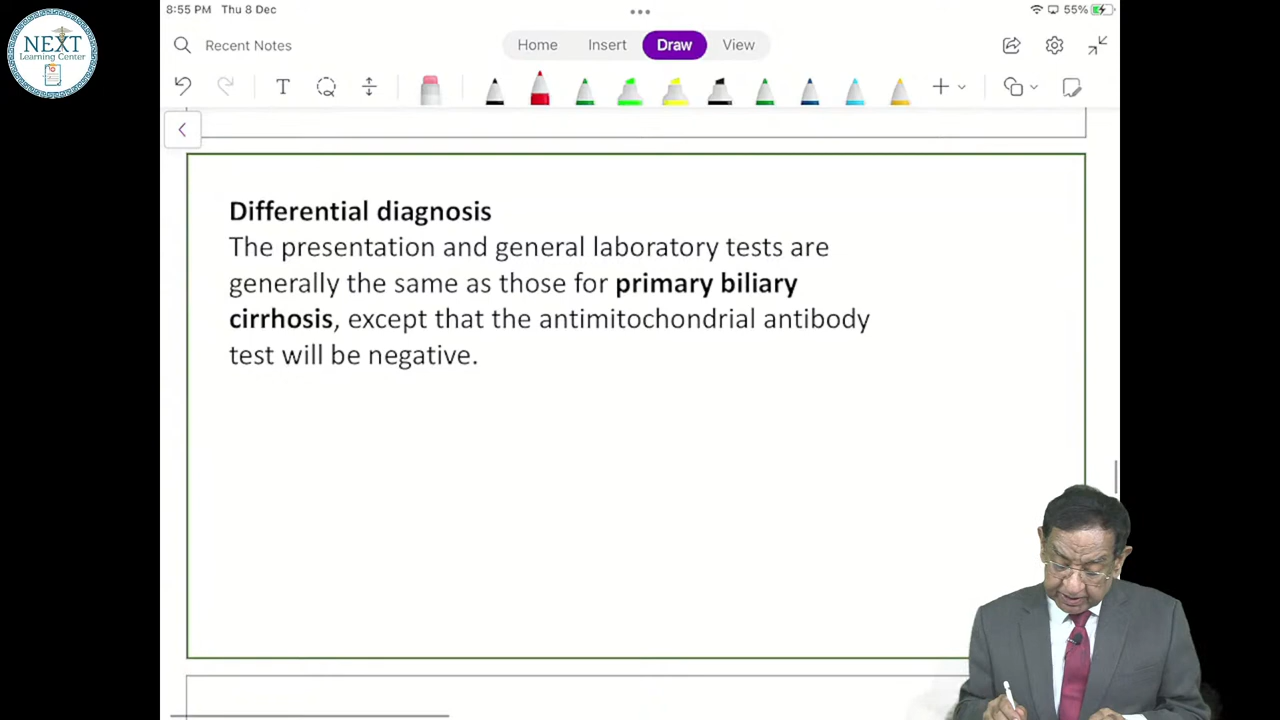 8:55 PM Thu 8 Dec
55%
NEXT
Learning Center
Recent Notes
Home Insert Draw View
T
Differential diagnosis
The presentation and general laboratory tests are
generally the same as those for primary biliary
cirrhosis, except that the antimitochondrial antibody
test will be negative.